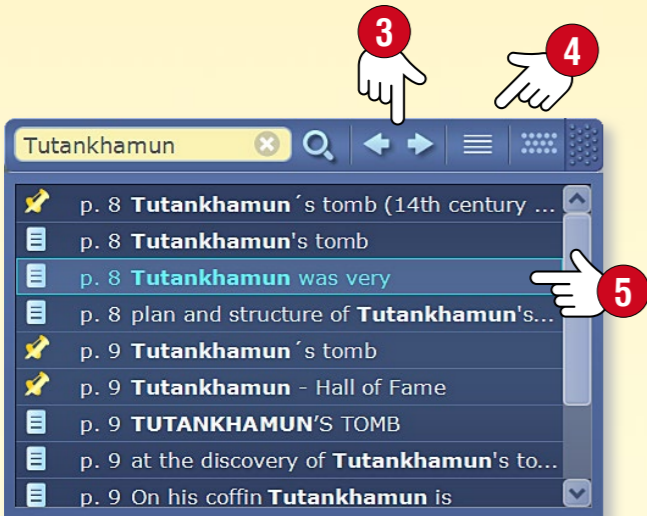 3
4
Tutankhamun
p. 8 Tutankhamun´s tomb (14th century ...
p. 8 Tutankhamun's tomb
p. 8 Tutankhamun was very
5
p. 8 plan and structure of Tutankhamun's...
p. 9 Tutankhamun´s tomb
p. 9 Tutankhamun - Hall of Fame
p. 9 TUTANKHAMUN’S TOMB
p. 9 at the discovery of Tutankhamun's to...
p. 9 On his coffin Tutankhamun is